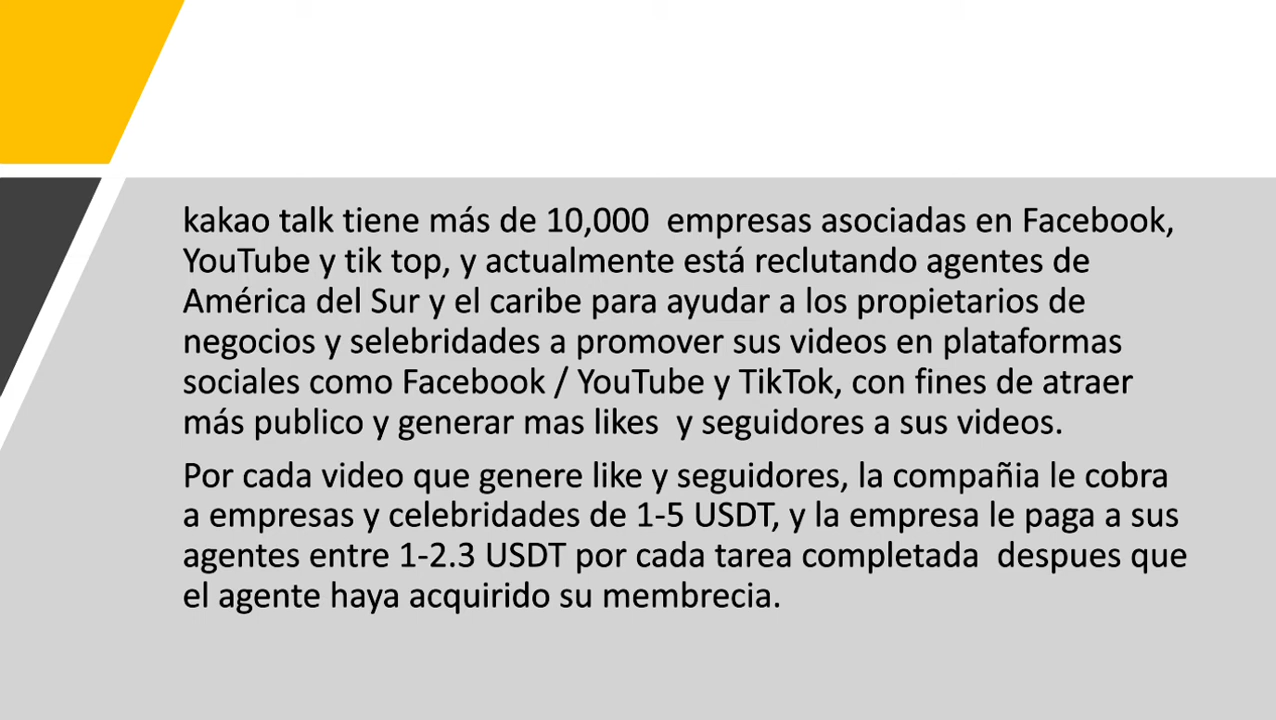 kakao talk tiene más de 10,000  empresas asociadas en Facebook,
YouTube y tik top, y actualmente está reclutando agentes de
América del Sur y el caribe para ayudar a los propietarios de
negocios y selebridades a promover sus videos en plataformas
sociales como Facebook / YouTube y TikTok, con fines de atraer
más publico y generar mas likes  y seguidores a sus videos.
Por cada video que genere like y seguidores, la compañia le cobra
a empresas y celebridades de 1-5 USDT, y la empresa le paga a sus
agentes entre 1-2.3 USDT por cada tarea completada  despues que
el agente haya acquirido su membrecia.